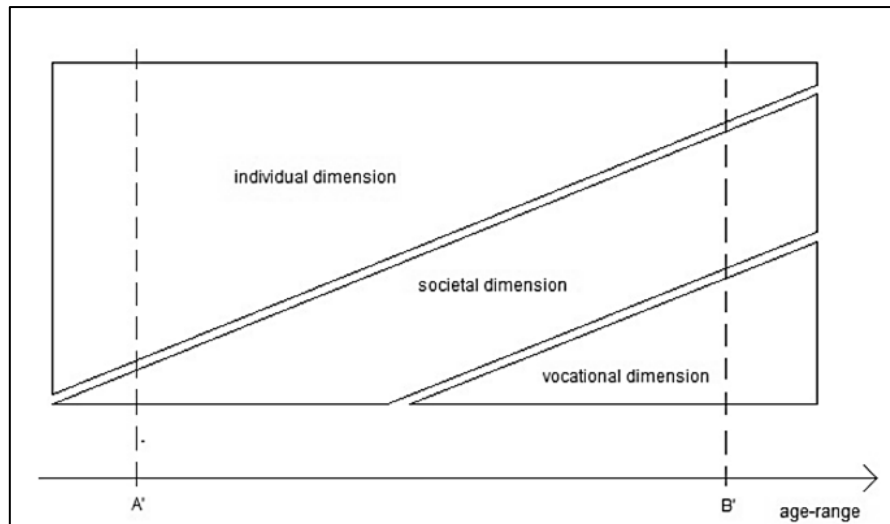 individual dimension
societal dimension
vocational dimension
A'
B'
age-range